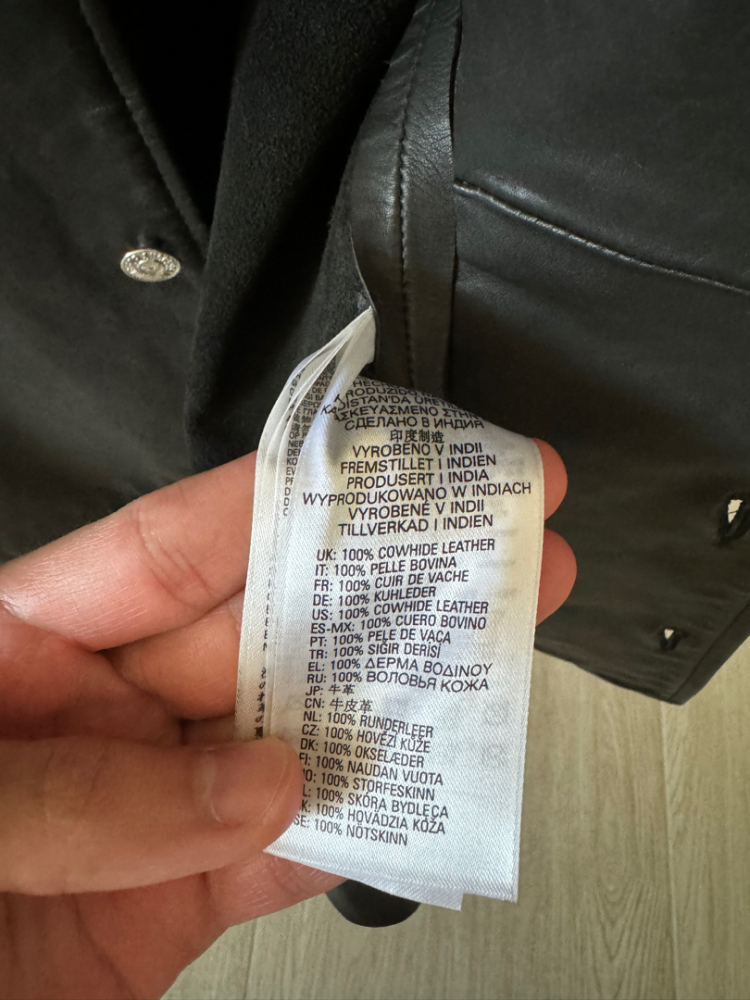 СДЕЛАНО В ИНДИИ
印度制造
VYROBENO V INDII
FREMSTILLET I INDIEN
PRODUSERT I INDIA
WYPRODUKOWANO W INDIACH
VYROBENÉ V INDII
TILLVERKAD I INDIEN
UK: 100% COWHIDE LEATHER
IT: 100% PELLE BOVINA
FR: 100% CUIR DE VACHE
DE: 100% KUHLEDER
US: 100% COWHIDE LEATHER
ES-MX: 100% CUERO BOVINO
PT: 100% PELE DE VACA
TR: 100% SIĞIR DERİSİ
EL: 100% ΔΕΡΜΑ ΒΟΔΙΝΟΥ
RU: 100% ВОЛОВЬЯ КОЖА
JP: 牛革
CN: 牛皮革
NL: 100% RUNDERLEER
CZ: 100% HOVĚZÍ KŮŽE
DK: 100% OKSELÆDER
FI: 100% NAUDAN VUOTA
O: 100% STORFESKINN
L: 100% SKÓRA BYDLĘCA
K: 100% HOVÄDZIA KOŽA
SE: 100% NÖTSKINN